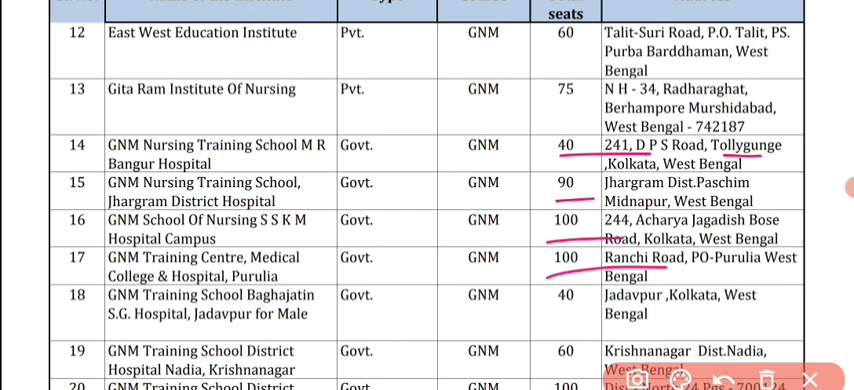 seats
12 East West Education Institute Pvt. GNM 60 Talit-Suri Road, P.O. Talit, PS.
Purba Barddhaman, West
Bengal
13 Gita Ram Institute Of Nursing Pvt. GNM 75 N H - 34, Radharaghat,
Berhampore Murshidabad,
West Bengal - 742187
14 GNM Nursing Training School M R Govt. GNM 40 241, D P S Road, Tollygunge
Bangur Hospital ,Kolkata, West Bengal
15 GNM Nursing Training School, Govt. GNM 90 Jhargram Dist.Paschim
Jhargram District Hospital Midnapur, West Bengal
16 GNM School Of Nursing S S K M Govt. GNM 100 244, Acharya Jagadish Bose
Hospital Campus Road, Kolkata, West Bengal
17 GNM Training Centre, Medical Govt. GNM 100 Ranchi Road, PO-Purulia West
College & Hospital, Purulia Bengal
18 GNM Training School Baghajatin Govt. GNM 40 Jadavpur ,Kolkata, West
S.G. Hospital, Jadavpur for Male Bengal
19 GNM Training School District Govt. GNM 60 Krishnanagar Dist.Nadia,
Hospital Nadia, Krishnanagar West Bengal
20 GNM Training School District Govt. GNM 100